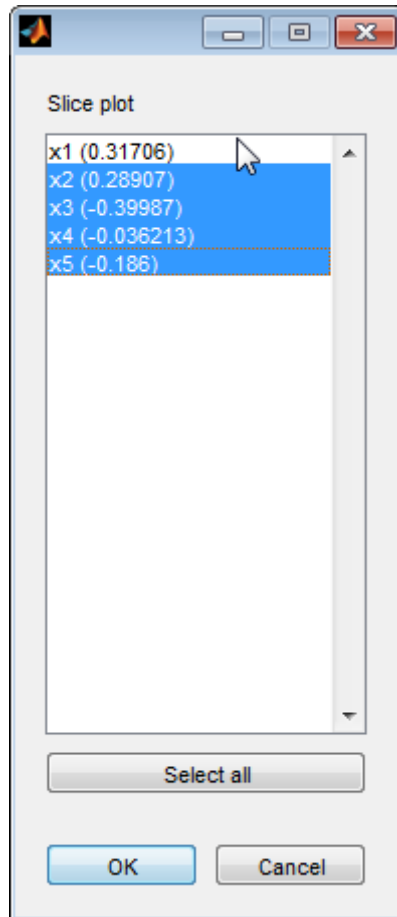 Slice plot
x1 (0.31706)
x2 (0.28907)
x3 (-0.39987)
x4 (-0.036213)
x5 (-0.186)
Select all
OK
Cancel